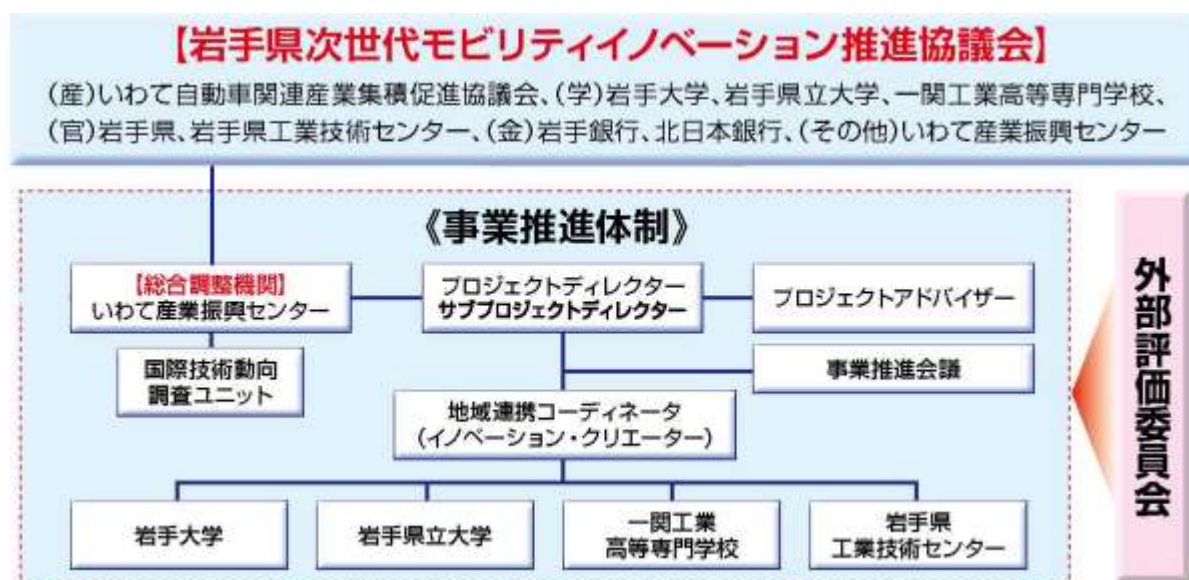 【岩手県次世代モビリティイノベーション推進協議会】
(産)いわて自動車関連産業集積促進協議会、(学)岩手大学、岩手県立大学、一関工業高等専門学校、
(官)岩手県、岩手県工業技術センター、(金)岩手銀行、北日本銀行、(その他)いわて産業振興センター
《事業推進体制》
【総合調整機関】
いわて産業振興センター
プロジェクトディレクター
サブプロジェクトディレクター
プロジェクトアドバイザー
国際技術動向
調査ユニット
事業推進会議
地域連携コーディネータ
(イノベーション・クリエーター)
岩手大学
岩手県立大学
一関工業
高等専門学校
岩手県
工業技術センター
外部評価委員会